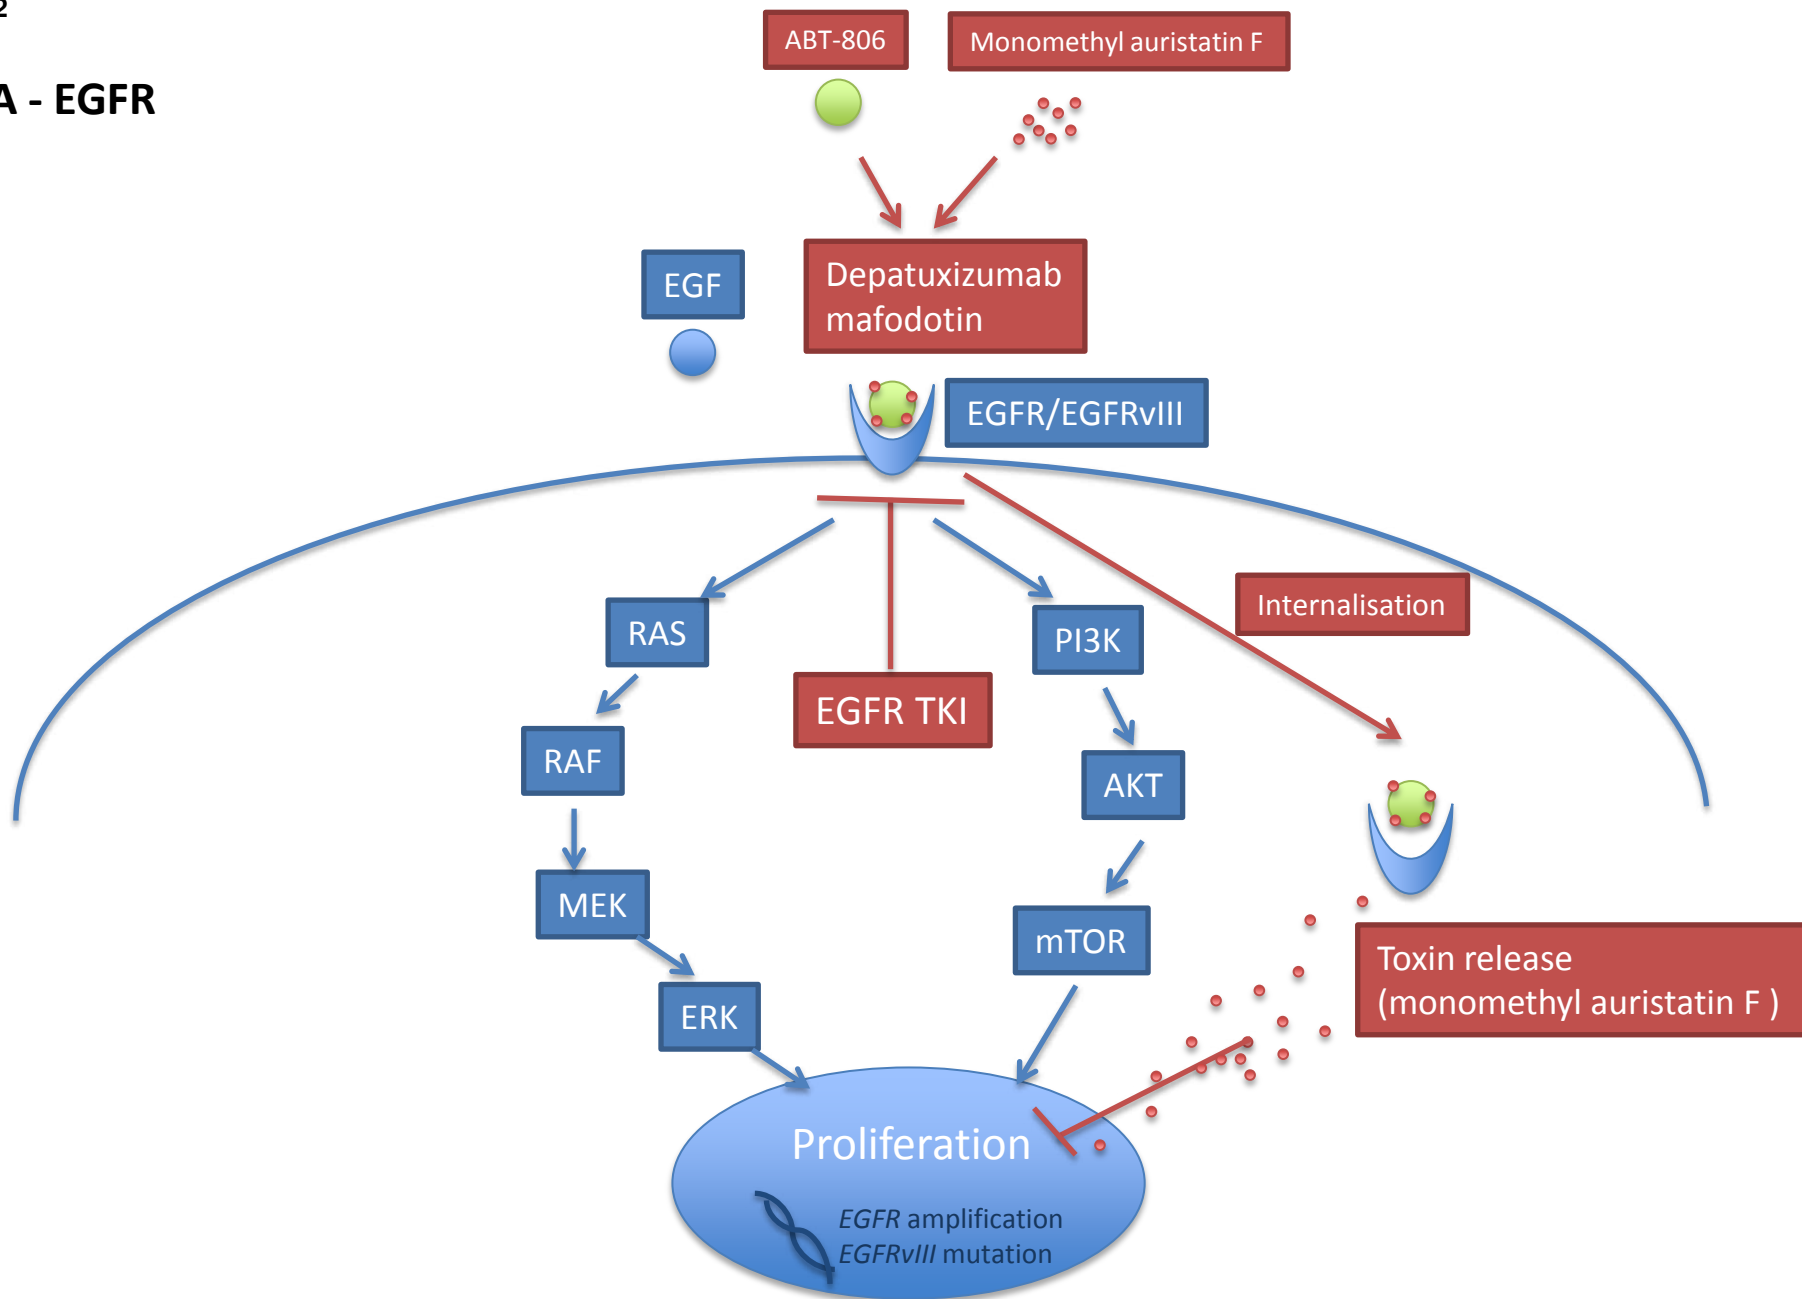 2
A - EGFR
ABT-806
Monomethyl auristatin F
EGF
Depatuxizumab
mafodotin
EGFR/EGFRvIII
Internalisation
RAS
PI3K
EGFR TKI
RAF
AKT
MEK
mTOR
Toxin release
(monomethyl auristatin F )
ERK
Proliferation
EGFR amplification
EGFRvIII mutation